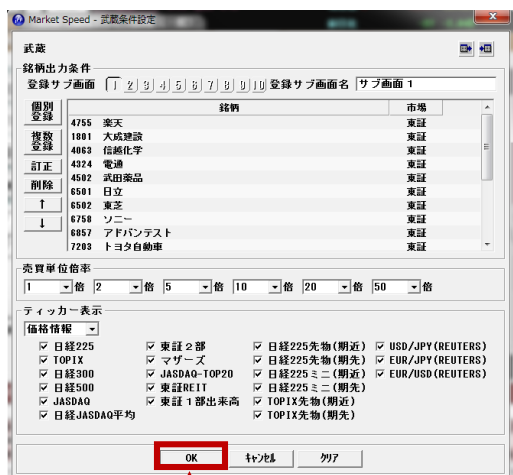 Market Speed - 武蔵条件設定
武蔵
銘柄出力条件
登録サブ画面 1 2 3 4 5 6 7 8 9 10 登録サブ画面名 サブ画面 1
個別登録
複数登録
訂正
削除
↑
↓
銘柄 市場
4755 楽天 東証
1801 大成建設 東証
4063 信越化学 東証
4324 電通 東証
4502 武田薬品 東証
6501 日立 東証
6502 東芝 東証
6758 ソニー 東証
6857 アドバンテスト 東証
7203 トヨタ自動車 東証
売買単位倍率
1 倍 2 倍 5 倍 10 倍 20 倍 50 倍
ティッカー表示
価格情報
日経225 東証２部 日経225先物(期近) USD/JPY(REUTERS)
TOPIX マザーズ 日経225先物(期先) EUR/JPY(REUTERS)
日経300 JASDAQ-TOP20 日経225ミニ(期近) EUR/USD(REUTERS)
日経500 東証REIT 日経225ミニ(期先)
JASDAQ 東証１部出来高 TOPIX先物(期近)
日経JASDAQ平均 TOPIX先物(期先)
OK キャンセル クリア